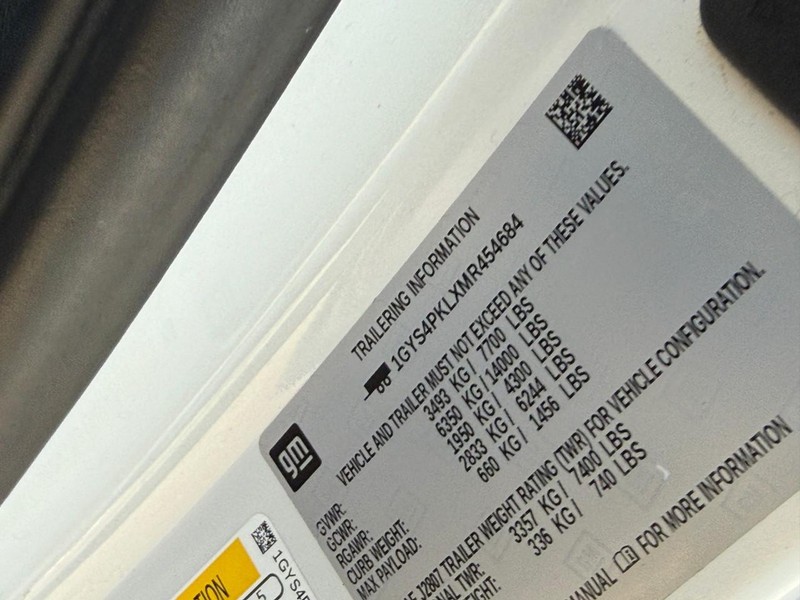 TRAILERING INFORMATION
1GYS4PKLXMR454684
gm
VEHICLE AND TRAILER MUST NOT EXCEED ANY OF THESE VALUES.
GVWR: 3493 KG/ 7700 LBS
GCWR: 6350 KG/14000 LBS
RGAWR: 1950 KG/ 4300 LBS
CURB WEIGHT: 2833 KG/ 6244 LBS
MAX PAYLOAD: 660 KG/ 1456 LBS
J2807 TRAILER WEIGHT RATING (TWR) FOR VEHICLE CONFIGURATION.
TWR: 3357 KG/ 7400 LBS
336 KG/ 740 LBS
MANUAL FOR MORE INFORMATION
1GYS4P
5